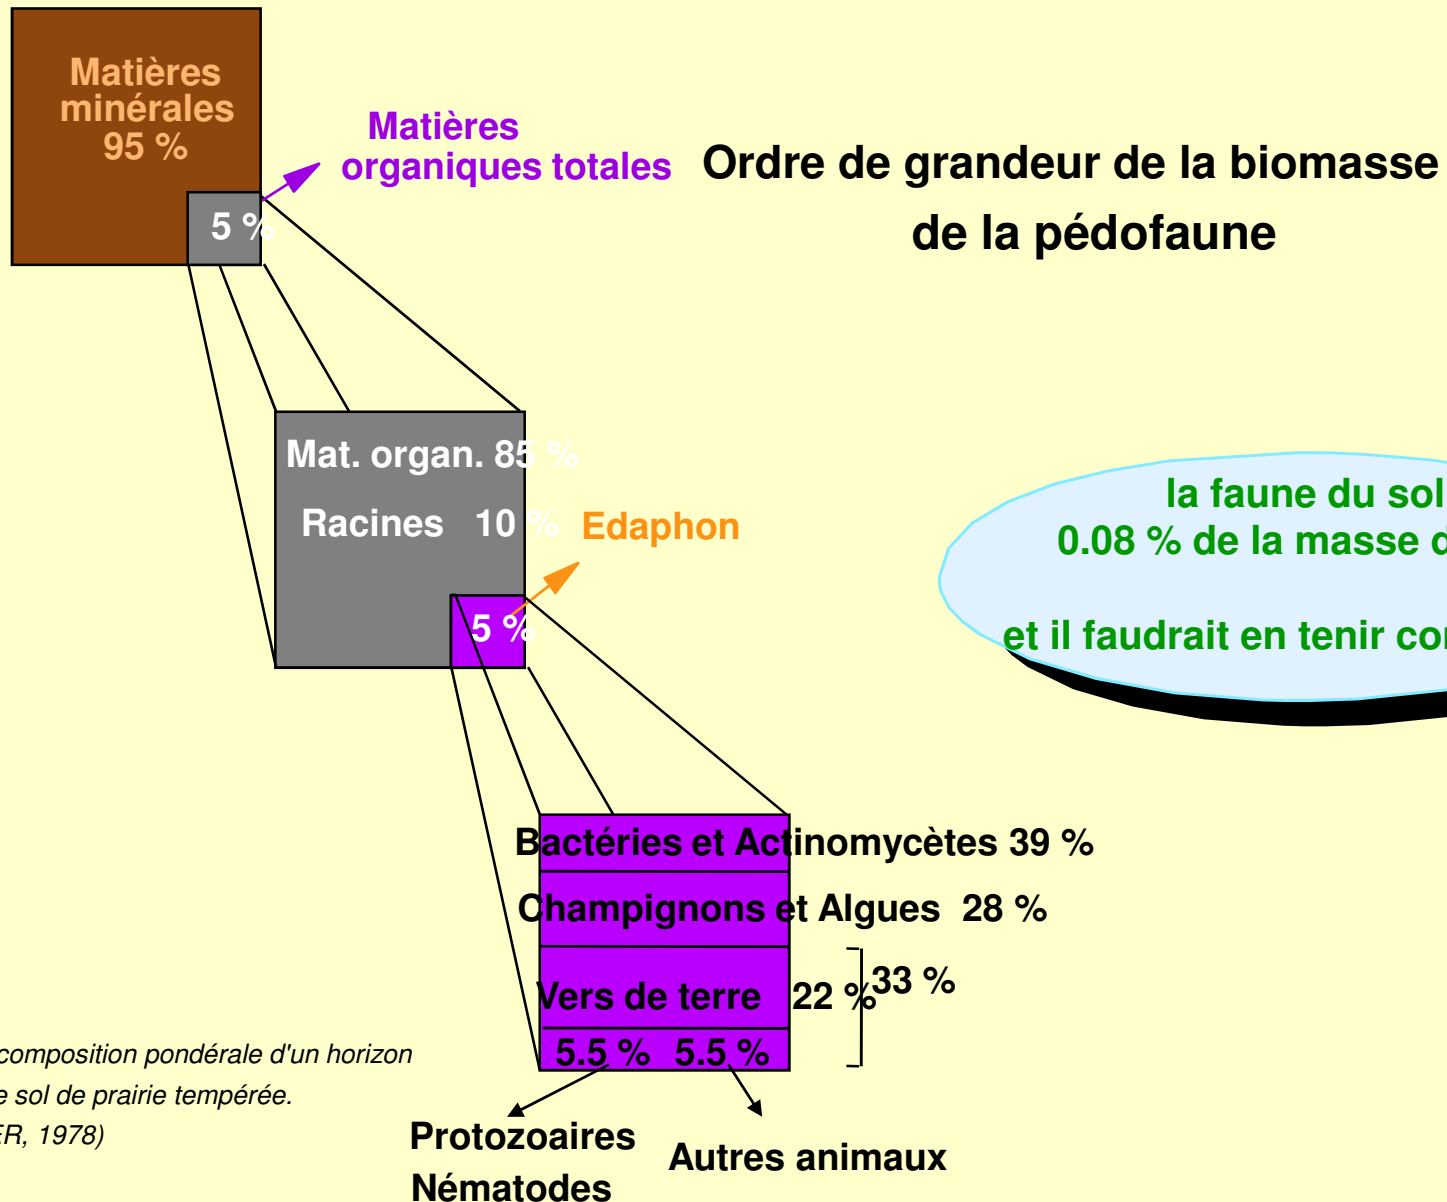 Matières
minérales
95 %
5 %
Matières
organiques totales
Ordre de grandeur de la biomasse
de la pédofaune
Mat. organ. 85 %
Racines 10 %
Edaphon
5 %
la faune du sol
0.08 % de la masse
et il faudrait en tenir
Bactéries et Actinomycètes 39 %
Champignons et Algues 28 %
Vers de terre 22 %
33 %
5.5 % 5.5 %
Protozoaires
Nématodes
Autres animaux
composition pondérale d'un horizon
sol de prairie tempérée.
1978)